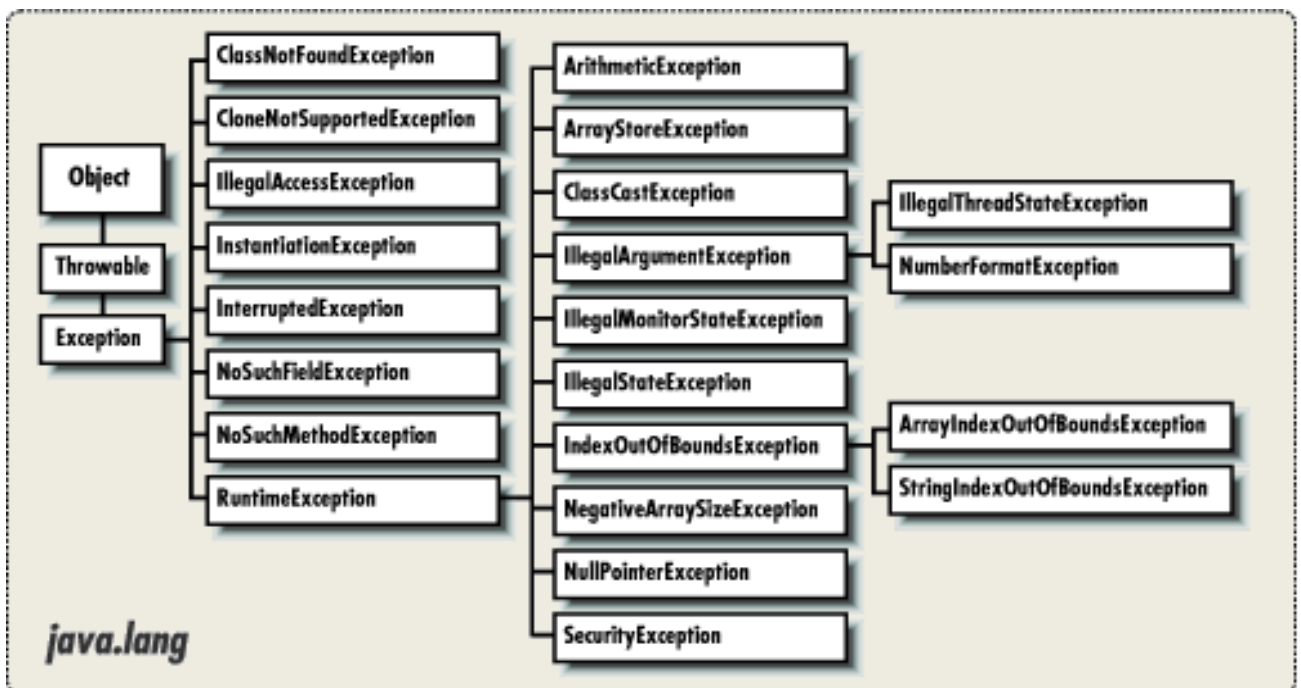 Object
Throwable
Exception
ClassNotFoundException
CloneNotSupportedException
IllegalAccessException
InstantiationException
InterruptedException
NoSuchFieldException
NoSuchMethodException
RuntimeException
ArithmeticException
ArrayStoreException
ClassCastException
IllegalArgumentException
IllegalMonitorStateException
IllegalStateException
IndexOutOfBoundsException
NegativeArraySizeException
NullPointerException
SecurityException
IllegalThreadStateException
NumberFormatException
ArrayIndexOutOfBoundsException
StringIndexOutOfBoundsException
java.lang